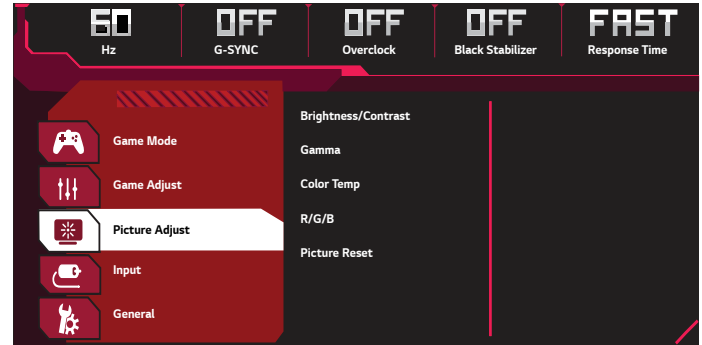 60 OFF OFF OFF FAST
Hz G-SYNC Overclock Black Stabilizer Response Time
Brightness/Contrast
Game Mode
Gamma
Game Adjust
Color Temp
R/G/B
Picture Adjust
Picture Reset
Input
General